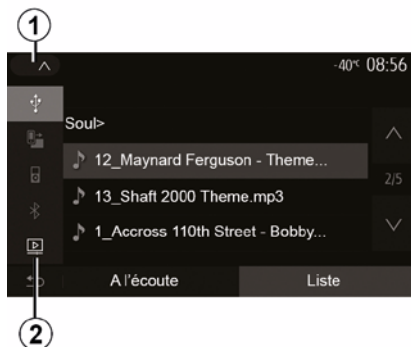 1
-40°C 08:56
Soul>
12_Maynard Ferguson - Theme...
13_Shaft 2000 Theme.mp3
2/5
1_Accross 110th Street - Bobby...
A l'écoute Liste
2